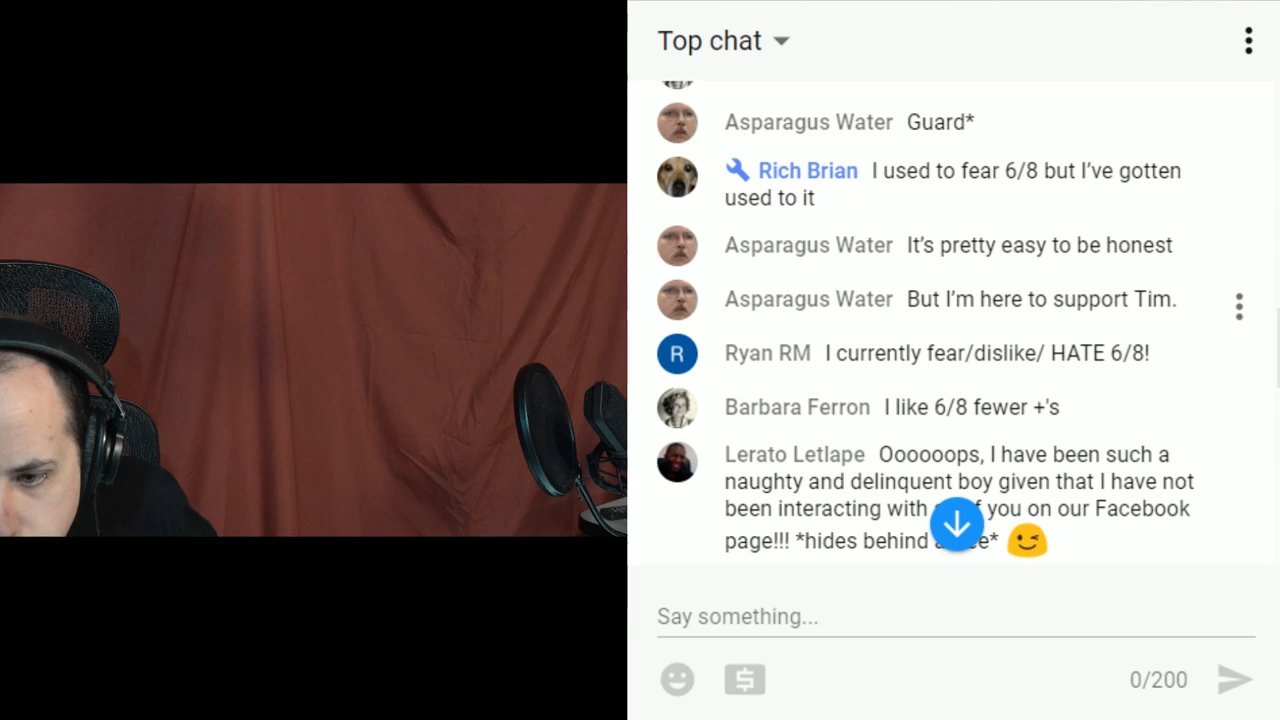 Top chat
Asparagus Water Guard*
Rich Brian I used to fear 6/8 but I’ve gotten
used to it
Asparagus Water It’s pretty easy to be honest
Asparagus Water But I’m here to support Tim.
R Ryan RM I currently fear/dislike/ HATE 6/8!
Barbara Ferron I like 6/8 fewer +'s
Lerato Letlape Oooooops, I have been such a
naughty and delinquent boy given that I have not
been interacting with of you on our Facebook
page!!! *hides behind
Say something...
0/200